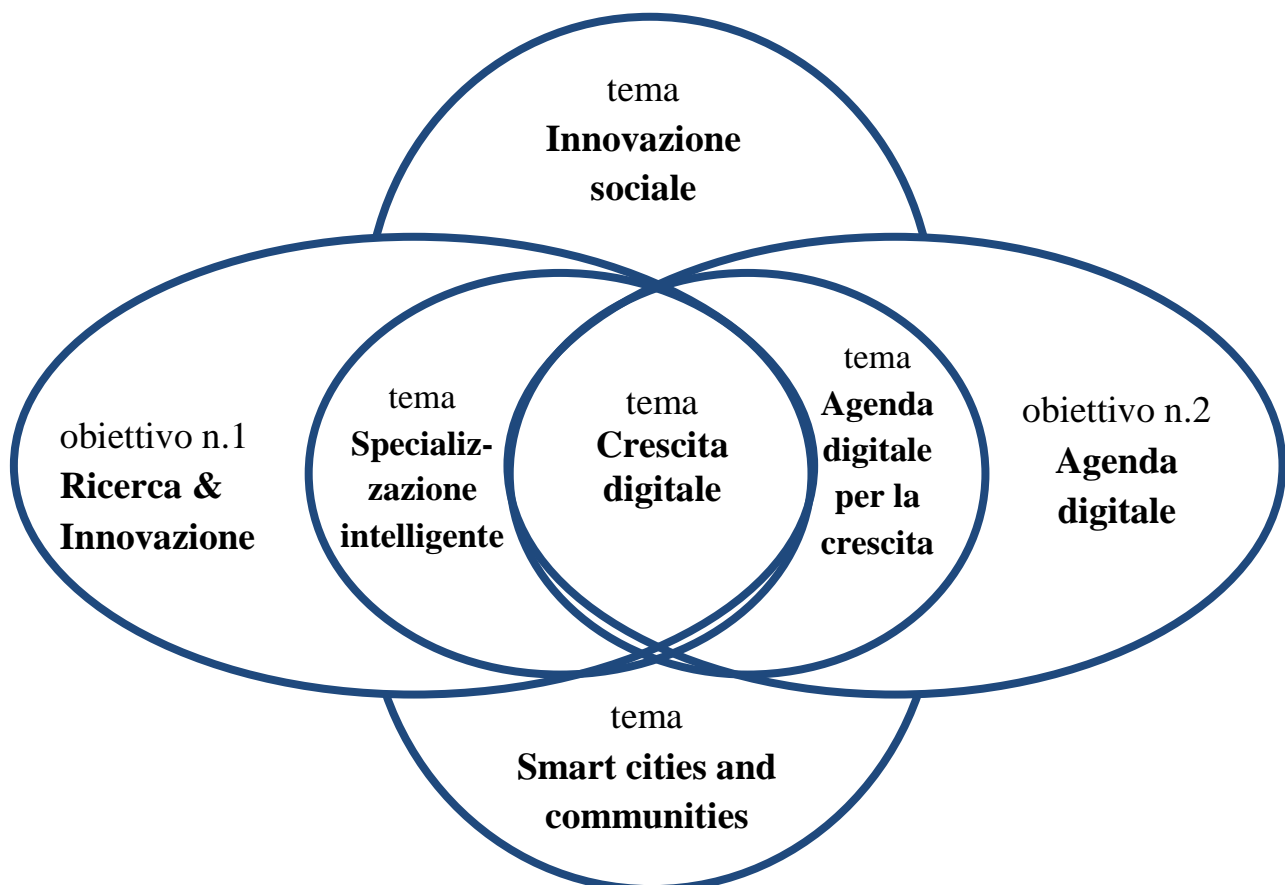 tema
Innovazione
sociale
obiettivo n.1
Ricerca &
Innovazione
tema
Specializ-
zazione
intelligente
tema
Crescita
digitale
tema
Agenda
digitale
per la
crescita
obiettivo n.2
Agenda
digitale
tema
Smart cities and
communities